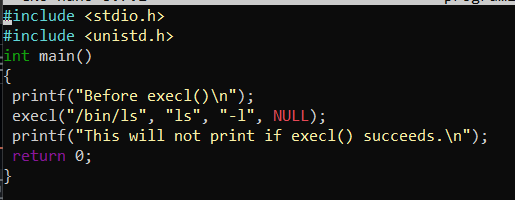 #include <stdio.h>
#include <unistd.h>
int main()
{
 printf("Before execl()\n");
 execl("/bin/ls", "ls", "-l", NULL);
 printf("This will not print if execl() succeeds.\n");
 return 0;
}